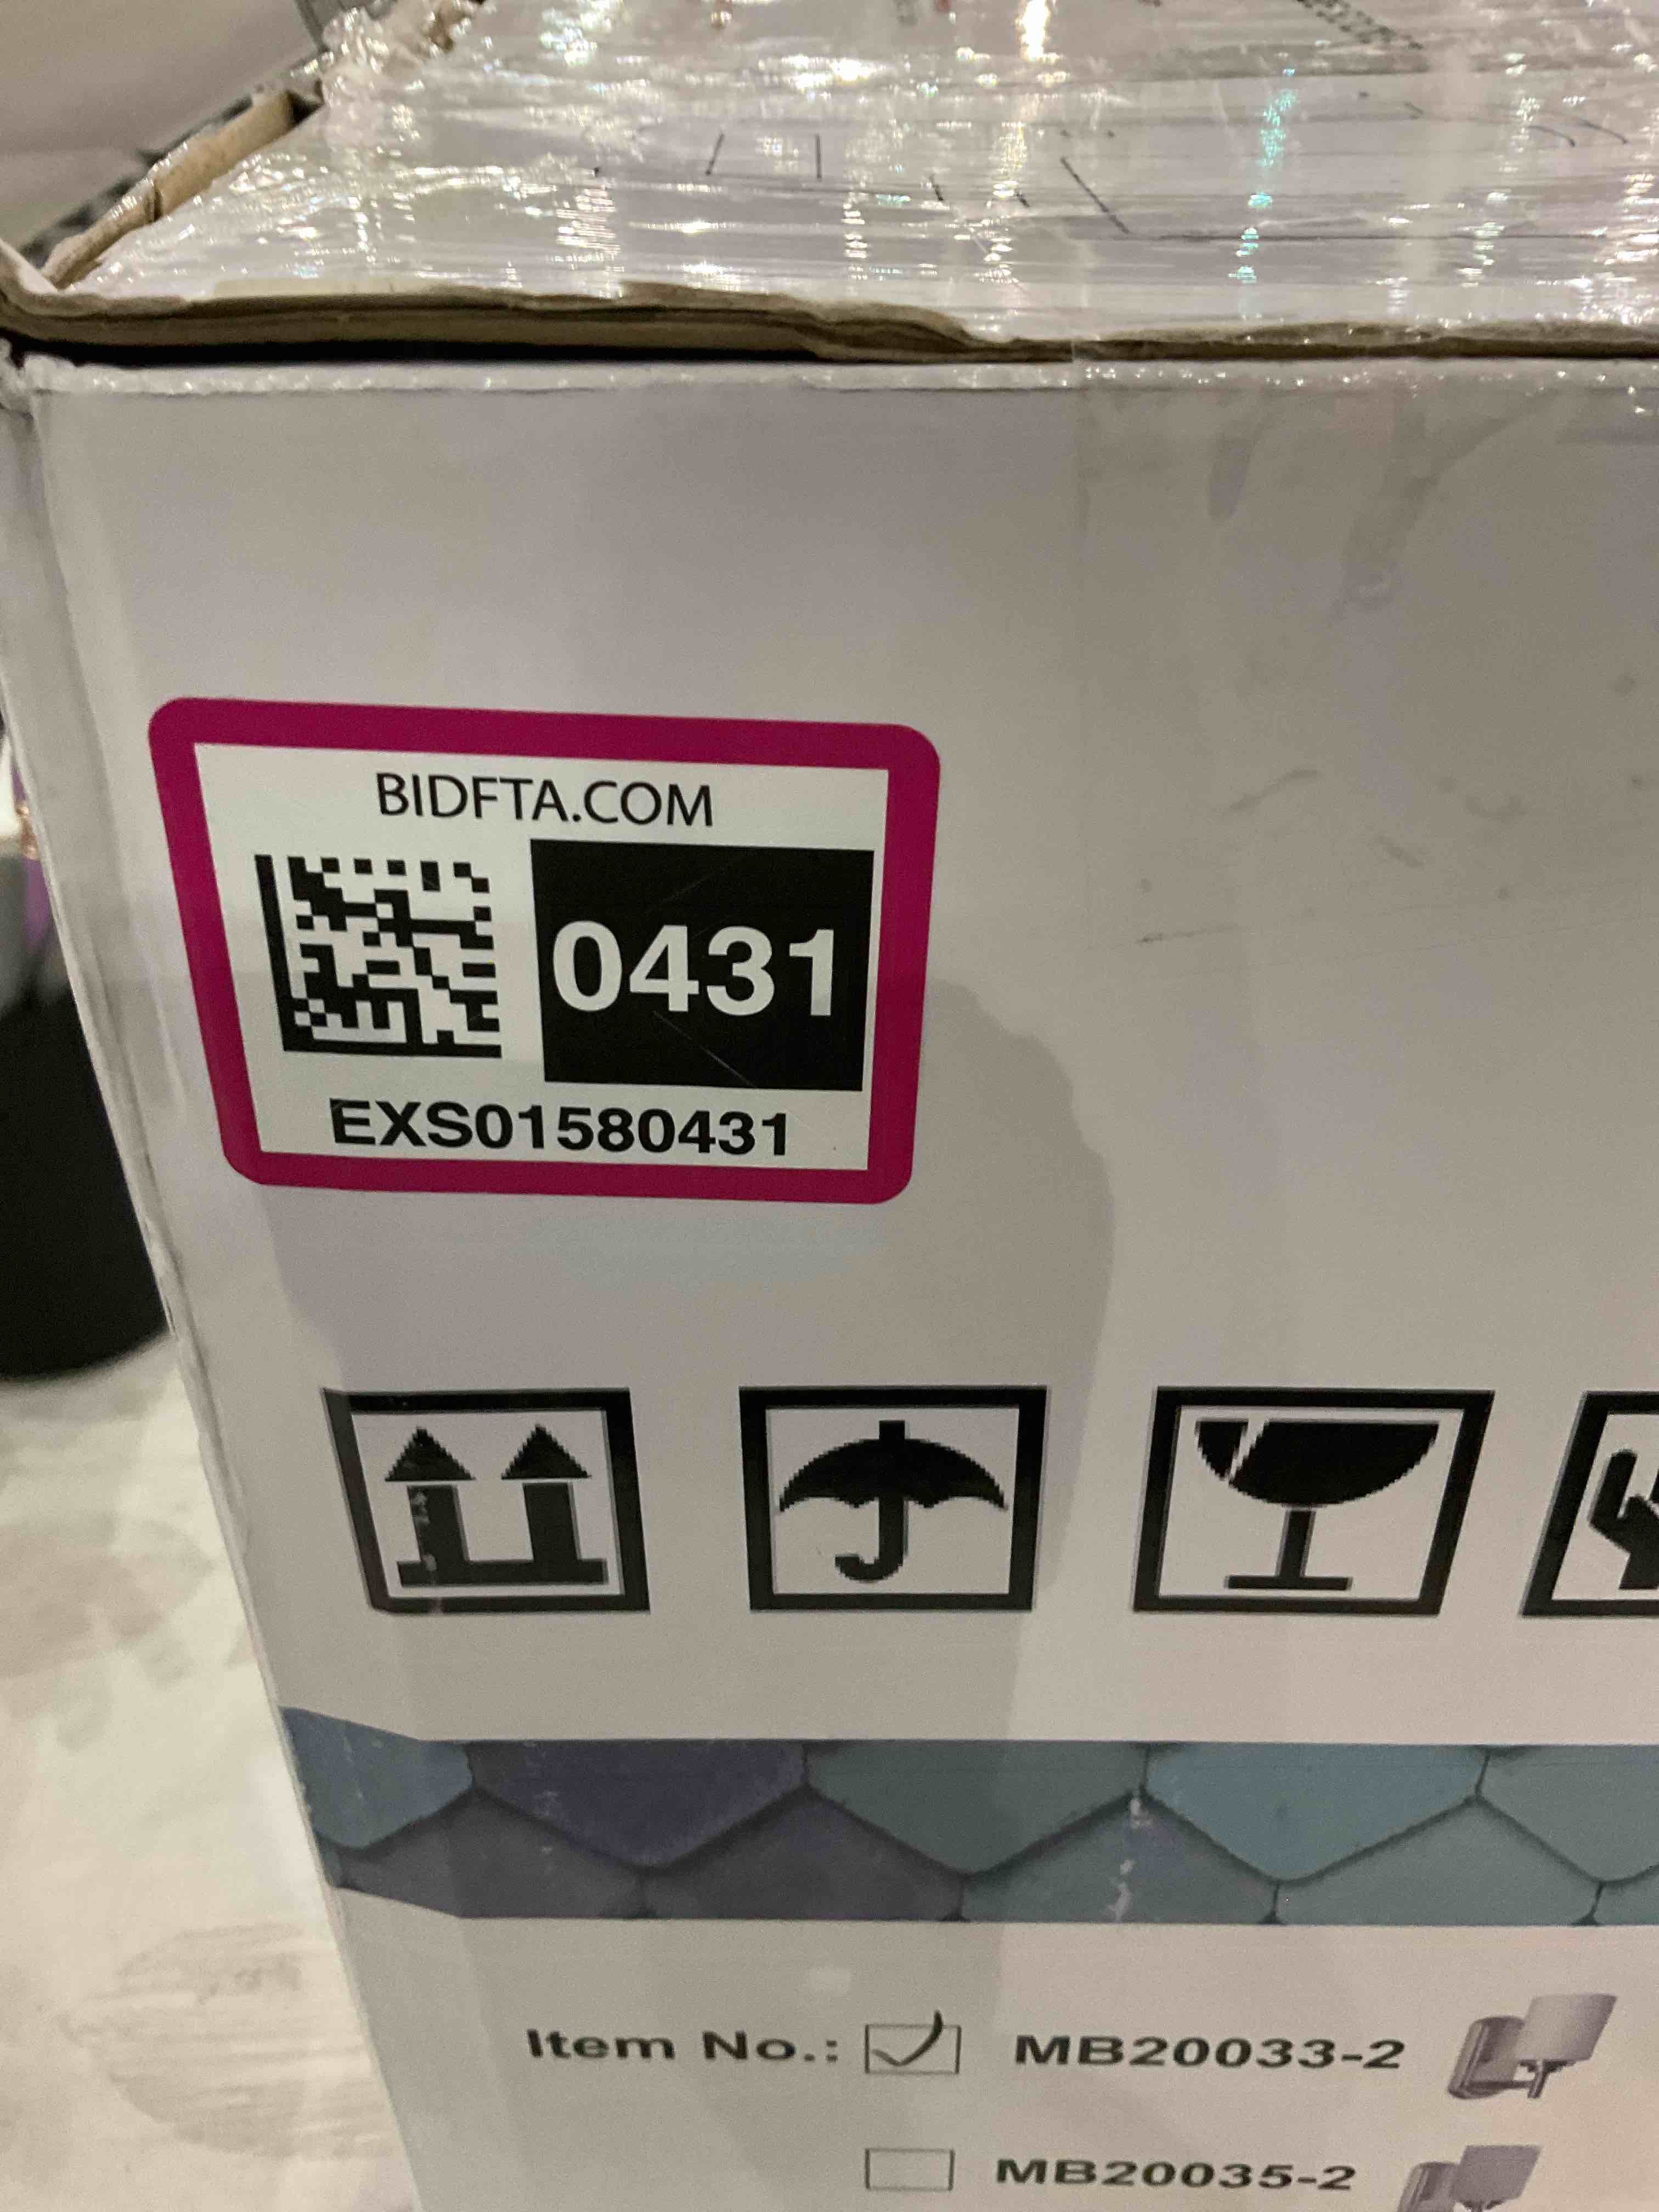 BIDFTA.COM
0431
EXS01580431
Item No.: MB20033-2
MB20035-2